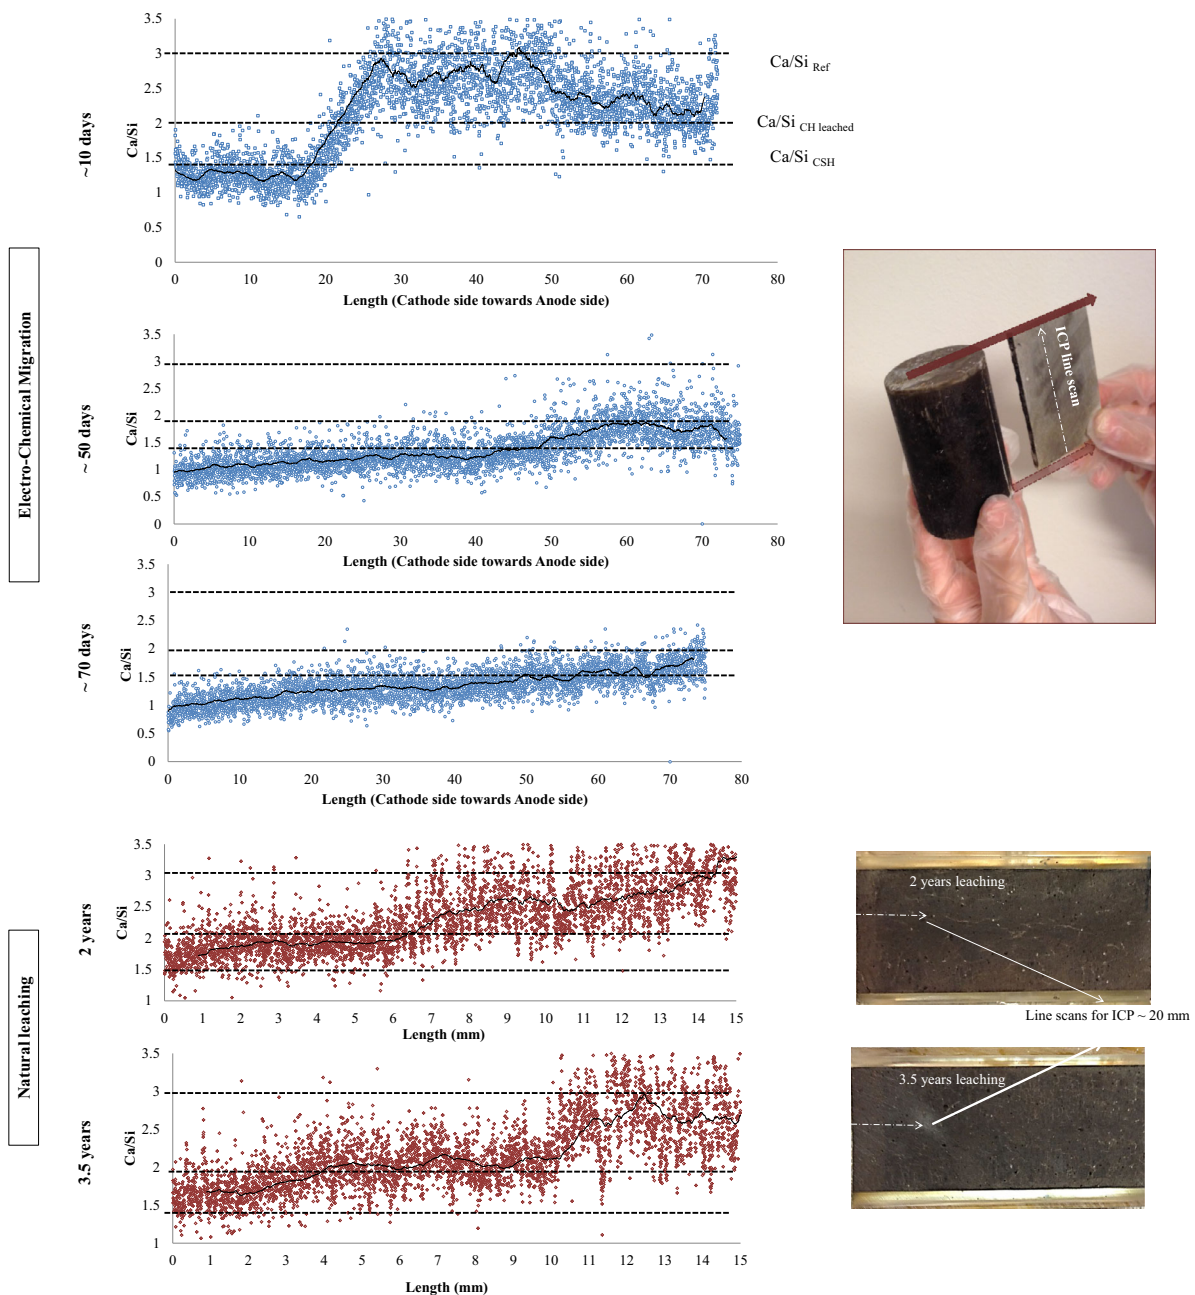 Electro-Chemical Migration
~10 days
Ca/Si
3.5
3
2.5
2
1.5
1
0.5
0
0 10 20 30 40 50 60 70 80
Length (Cathode side towards Anode side)
Ca/Si Ref
Ca/Si CH leached
Ca/Si CSH
~ 50 days
Ca/Si
3.5
3
2.5
2
1.5
1
0.5
0
0 10 20 30 40 50 60 70 80
Length (Cathode side towards Anode side)
ICP line scan
~ 70 days
Ca/Si
3.5
3
2.5
2
1.5
1
0.5
0
0 10 20 30 40 50 60 70 80
Length (Cathode side towards Anode side)
Natural leaching
2 years
Ca/Si
3.5
3
2.5
2
1.5
1
0 1 2 3 4 5 6 7 8 9 10 11 12 13 14 15
Length (mm)
2 years leaching
Line scans for ICP ~ 20 mm
3.5 years
Ca/Si
3.5
3
2.5
2
1.5
1
0 1 2 3 4 5 6 7 8 9 10 11 12 13 14 15
Length (mm)
3.5 years leaching